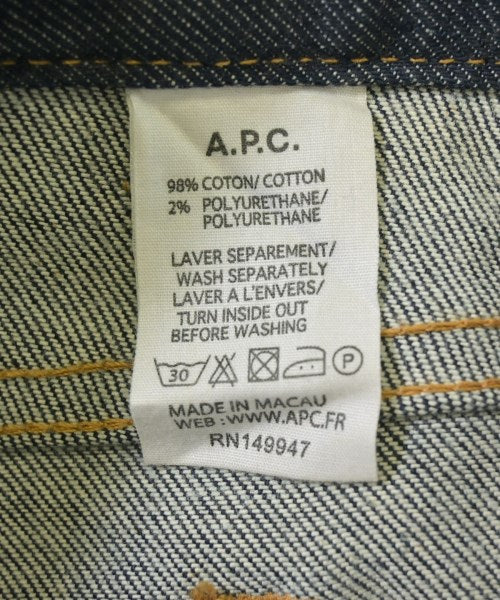 A.P.C.
98% COTON/ COTTON
2% POLYURETHANE/
POLYURETHANE
LAVER SEPAREMENT/
WASH SEPARATELY
LAVER A L'ENVERS/
TURN INSIDE OUT
BEFORE WASHING
30 P
MADE IN MACAU
WEB : WWW.APC.FR
RN149947